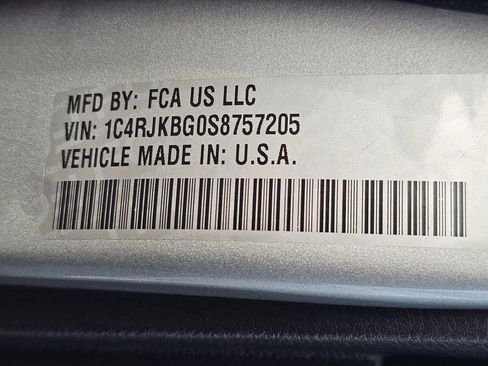 MFD BY: FCA US LLC
VIN: 1C4RJKBG0S8757205
VEHICLE MADE IN: U.S.A.